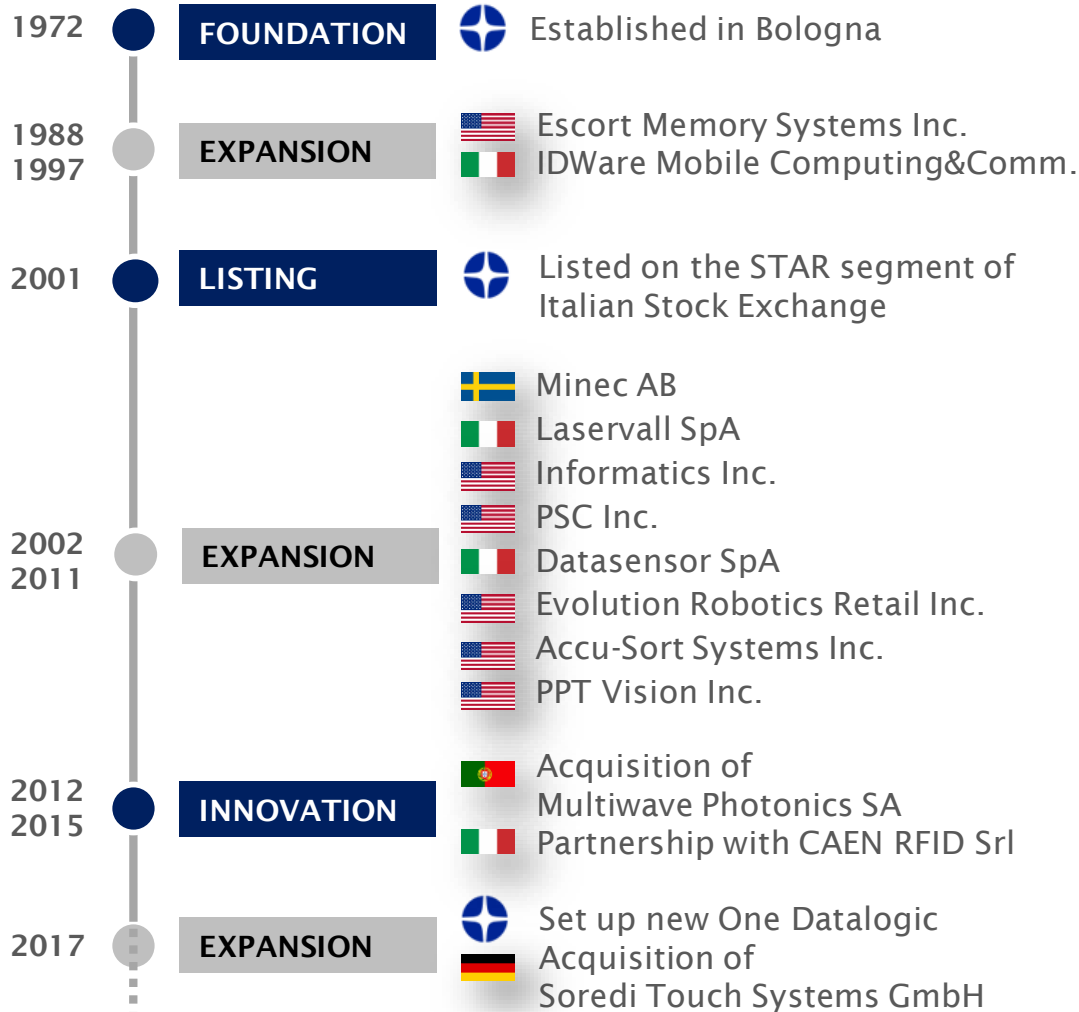 1972
FOUNDATION
Established in Bologna
1988
1997
EXPANSION
Escort Memory Systems Inc.
IDWare Mobile Computing&Comm.
2001
LISTING
Listed on the STAR segment of
Italian Stock Exchange
2002
2011
EXPANSION
Minec AB
Laservall SpA
Informatics Inc.
PSC Inc.
Datasensor SpA
Evolution Robotics Retail Inc.
Accu-Sort Systems Inc.
PPT Vision Inc.
2012
2015
INNOVATION
Acquisition of
Multiwave Photonics SA
Partnership with CAEN RFID Srl
2017
EXPANSION
Set up new One Datalogic
Acquisition of
Soredi Touch Systems GmbH